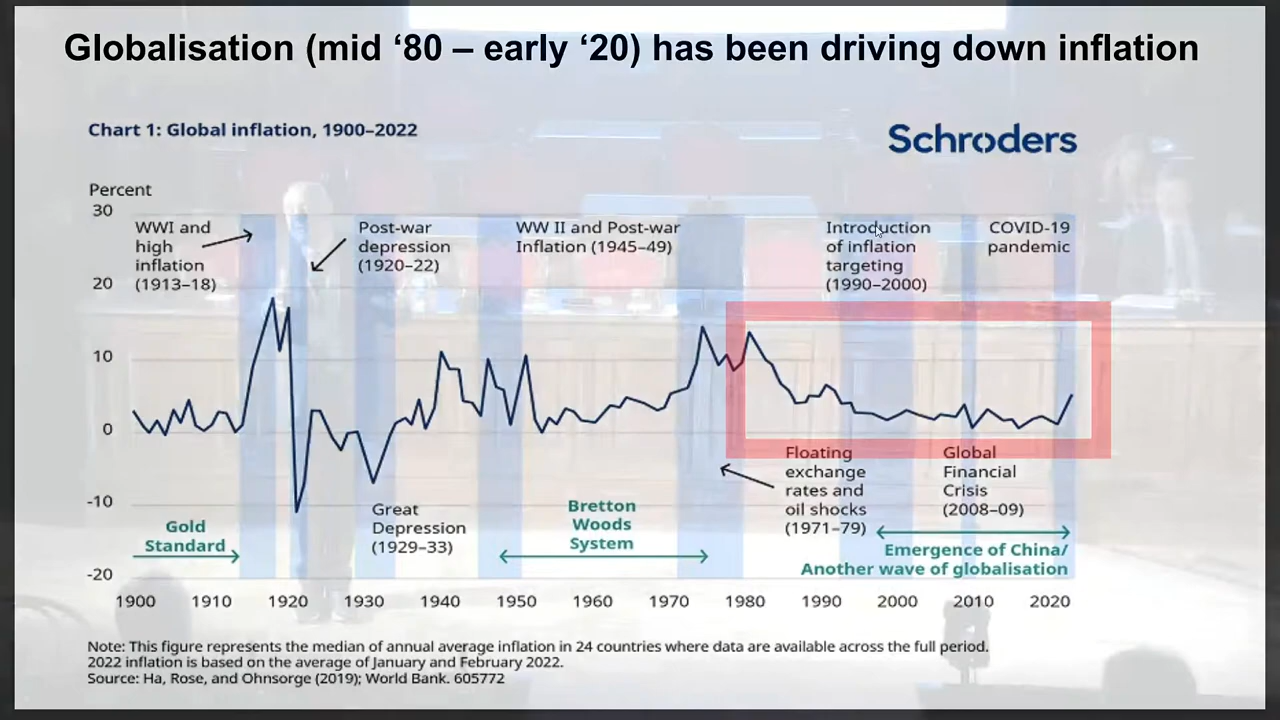 Globalisation (mid ‘80 – early ‘20) has been driving down inflation
Chart 1: Global inflation, 1900–2022
Schroders
Percent
30
20
10
0
-10
-20
WWI and
high
inflation
(1913–18)
Post-war
depression
(1920–22)
WW II and Post-war
Inflation (1945–49)
Introduction
of inflation
targeting
(1990–2000)
COVID-19
pandemic
Gold
Standard
Great
Depression
(1929–33)
Bretton
Woods
System
Floating
exchange
rates and
oil shocks
(1971–79)
Global
Financial
Crisis
(2008–09)
Emergence of China/
Another wave of globalisation
1900 1910 1920 1930 1940 1950 1960 1970 1980 1990 2000 2010 2020
Note: This figure represents the median of annual average inflation in 24 countries where data are available across the full period.
2022 inflation is based on the average of January and February 2022.
Source: Ha, Rose, and Ohnsorge (2019); World Bank. 605772